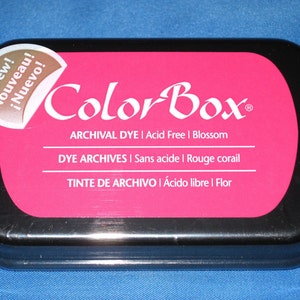 New!
Nouveau!
¡Nuevo!
ColorBox®
ARCHIVAL DYE | Acid Free | Blossom
DYE ARCHIVES | Sans acide | Rouge corail
TINTE DE ARCHIVO | Ácido libre | Flor